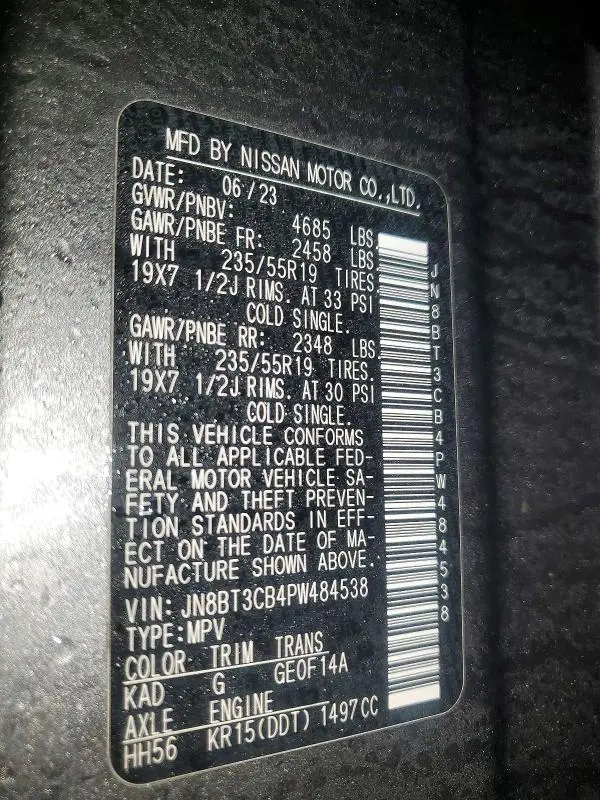 MFD BY NISSAN MOTOR CO.,LTD.
DATE: 06/23
GVWR/PNBV: 4685 LBS.
GAWR/PNBE FR: 2458 LBS.
WITH 235/55R19 TIRES.
19X7 1/2J RIMS. AT 33 PSI
COLD SINGLE.
GAWR/PNBE RR: 2348 LBS.
WITH 235/55R19 TIRES.
19X7 1/2J RIMS. AT 30 PSI
COLD SINGLE.
THIS VEHICLE CONFORMS
TO ALL APPLICABLE FED-
ERAL MOTOR VEHICLE SA-
FETY AND THEFT PREVEN-
TION STANDARDS IN EFF-
ECT ON THE DATE OF MA-
NUFACTURE SHOWN ABOVE.
VIN: JN8BT3CB4PW484538
TYPE:MPV
COLOR TRIM TRANS
KAD G GE0F14A
AXLE ENGINE
HH56 KR15(DDT) 1497CC
JN8BT3CB4PW484538